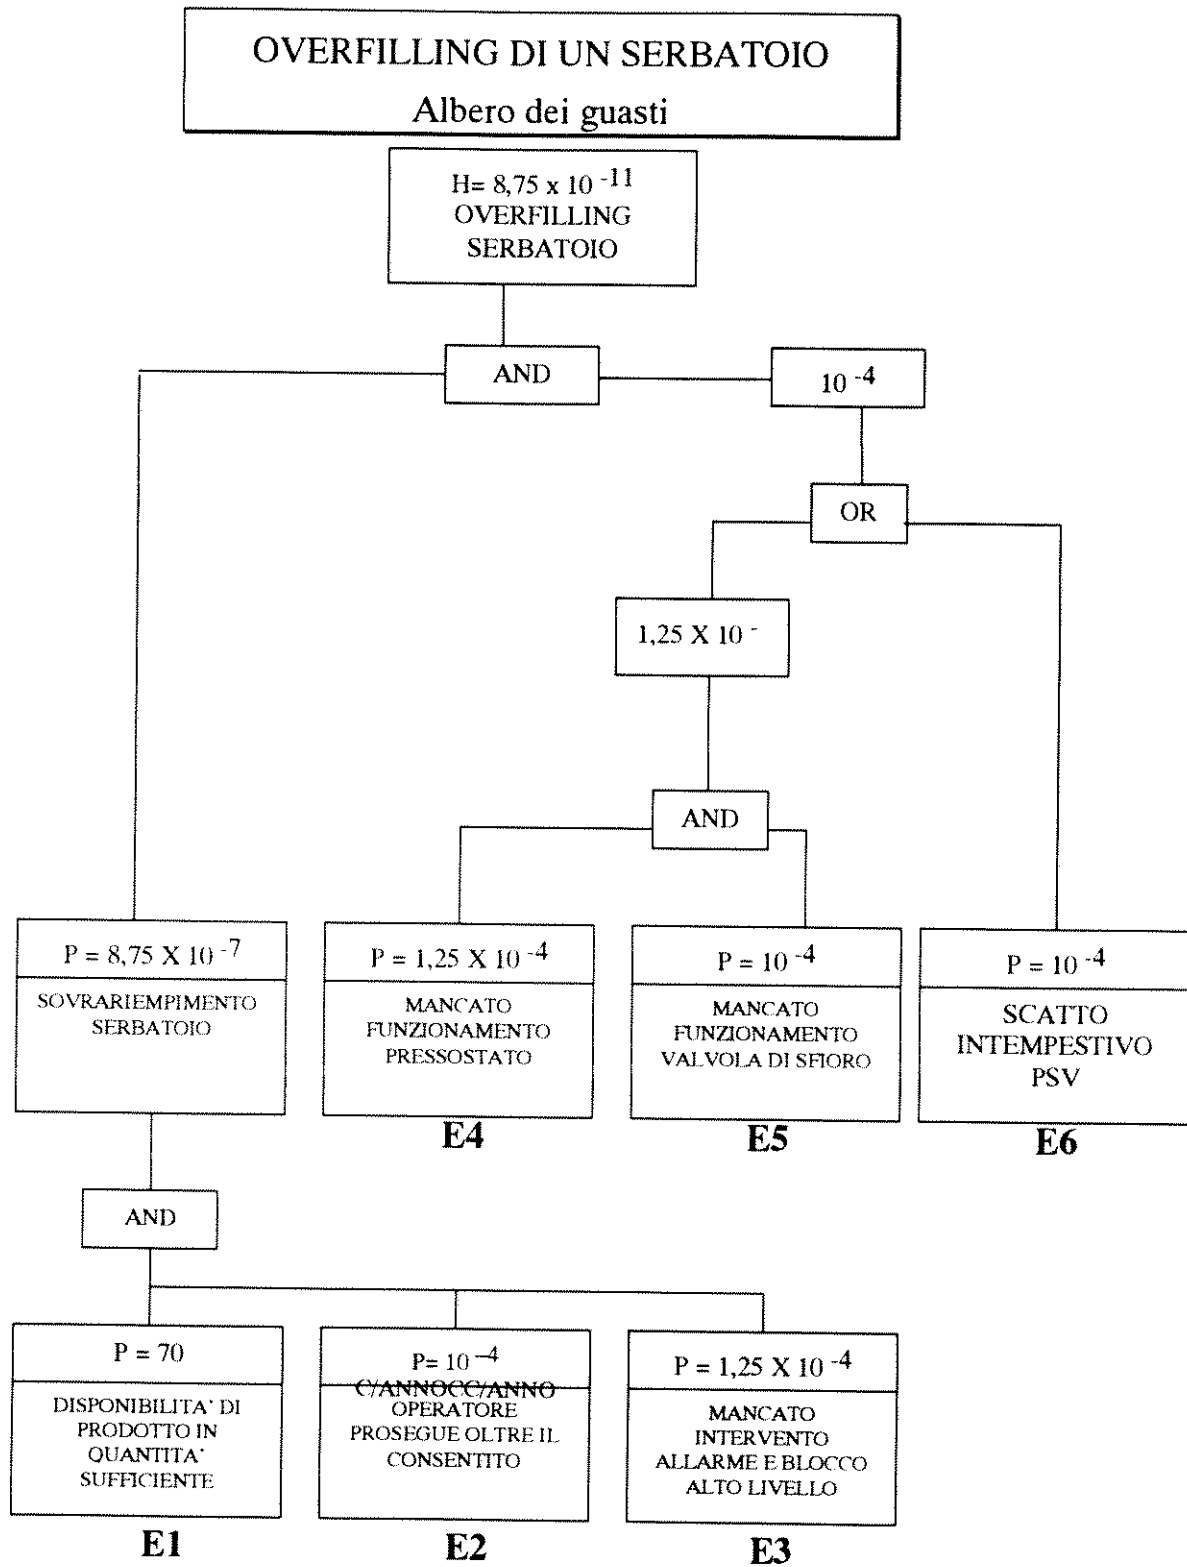 OVERFILLING DI UN SERBATOIO
Albero dei guasti
H= 8,75 x 10 -11
OVERFILLING
SERBATOIO
AND
10 -4
OR
1,25 X 10 -
AND
P = 8,75 X 10 -7
SOVRARIEMPIMENTO
SERBATOIO
P = 1,25 X 10 -4
MANCATO
FUNZIONAMENTO
PRESSOSTATO
E4
P = 10 -4
MANCATO
FUNZIONAMENTO
VALVOLA DI SFIORO
E5
P = 10 -4
SCATTO
INTEMPESTIVO
PSV
E6
AND
P = 70
DISPONIBILITA' DI
PRODOTTO IN
QUANTITA'
SUFFICIENTE
E1
P= 10 -4
C/ANNOCC/ANNO
OPERATORE
PROSEGUE OLTRE IL
CONSENTITO
E2
P = 1,25 X 10 -4
MANCATO
INTERVENTO
ALLARME E BLOCCO
ALTO LIVELLO
E3